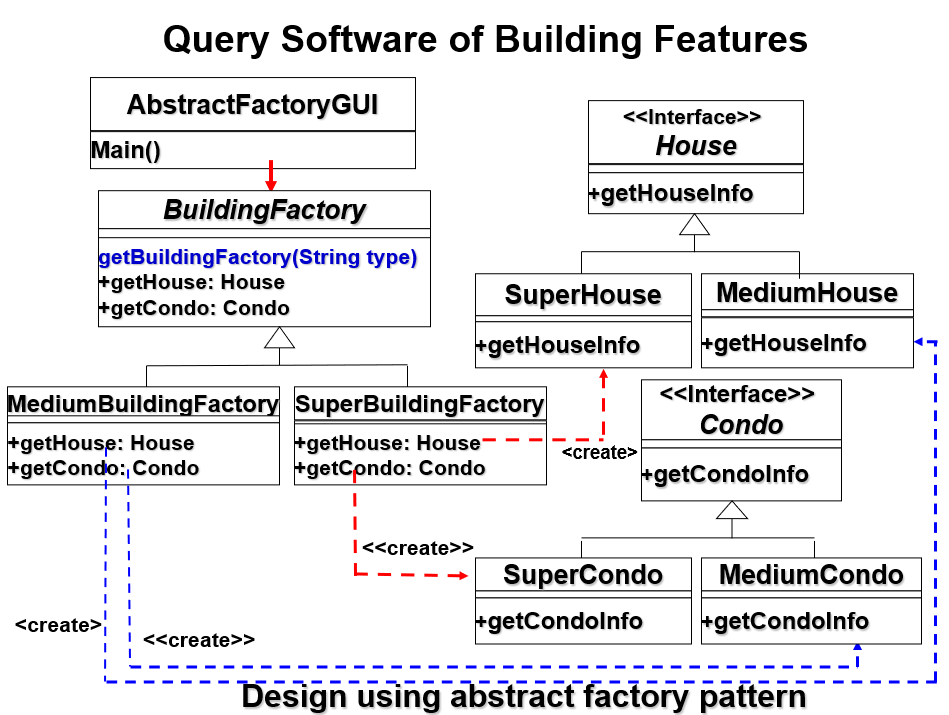 Query Software of Building Features
AbstractFactoryGUI
Main()
BuildingFactory
getBuildingFactory(String type)
+getHouse: House
+getCondo: Condo
MediumBuildingFactory
+getHouse: House
+getCondo: Condo
SuperBuildingFactory
+getHouse: House
+getCondo: Condo
<<Interface>>
House
+getHouseInfo
SuperHouse
+getHouseInfo
MediumHouse
+getHouseInfo
<create>
<<Interface>>
Condo
+getCondoInfo
<<create>>
SuperCondo
+getCondoInfo
MediumCondo
+getCondoInfo
<create>
<<create>>
Design using abstract factory pattern